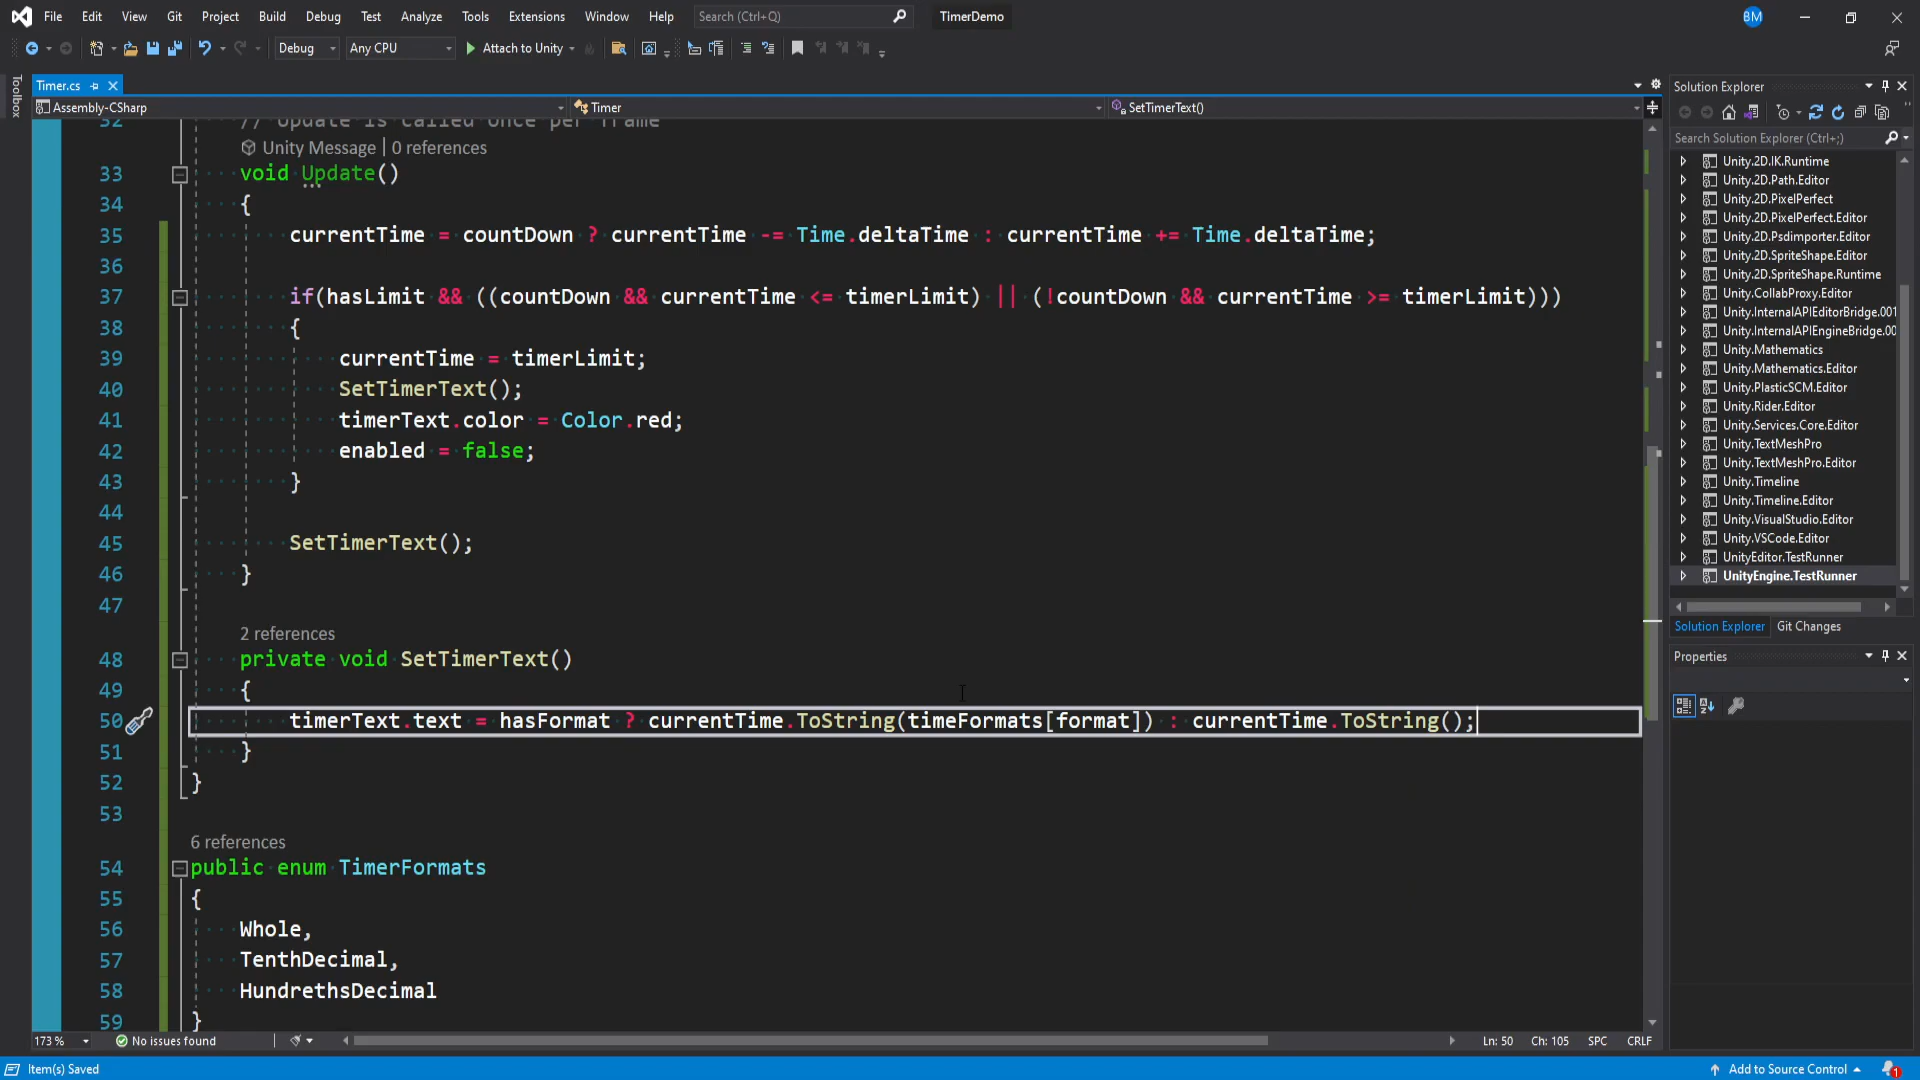 File Edit View Git Project Build Debug Test Analyze Tools Extensions Window Help Search (Ctrl+Q) TimerDemo BM
Debug Any CPU Attach to Unity
Toolbox
Timer.cs
Assembly-CSharp Timer SetTimerText()
32 // Update is called once per frame
Unity Message | 0 references
33 void Update()
34 {
35 currentTime = countDown ? currentTime -= Time.deltaTime : currentTime += Time.deltaTime;
36
37 if(hasLimit && ((countDown && currentTime <= timerLimit) || (!countDown && currentTime >= timerLimit)))
38 {
39 currentTime = timerLimit;
40 SetTimerText();
41 timerText.color = Color.red;
42 enabled = false;
43 }
44
45 SetTimerText();
46 }
47
2 references
48 private void SetTimerText()
49 {
50 timerText.text = hasFormat ? currentTime.ToString(timeFormats[format]) : currentTime.ToString();
51 }
52 }
53
6 references
54 public enum TimerFormats
55 {
56 Whole,
57 TenthDecimal,
58 HundrethsDecimal
59 }
173 % No issues found Ln: 50 Ch: 105 SPC CRLF
Item(s) Saved Add to Source Control 1
Solution Explorer
Search Solution Explorer (Ctrl+;)
Unity.2D.IK.Runtime
Unity.2D.Path.Editor
Unity.2D.PixelPerfect
Unity.2D.PixelPerfect.Editor
Unity.2D.Psdimporter.Editor
Unity.2D.SpriteShape.Editor
Unity.2D.SpriteShape.Runtime
Unity.CollabProxy.Editor
Unity.InternalAPIEditorBridge.001
Unity.InternalAPIEngineBridge.00
Unity.Mathematics
Unity.Mathematics.Editor
Unity.PlasticSCM.Editor
Unity.Rider.Editor
Unity.Services.Core.Editor
Unity.TextMeshPro
Unity.TextMeshPro.Editor
Unity.Timeline
Unity.Timeline.Editor
Unity.VisualStudio.Editor
Unity.VSCode.Editor
UnityEditor.TestRunner
UnityEngine.TestRunner
Solution Explorer Git Changes
Properties